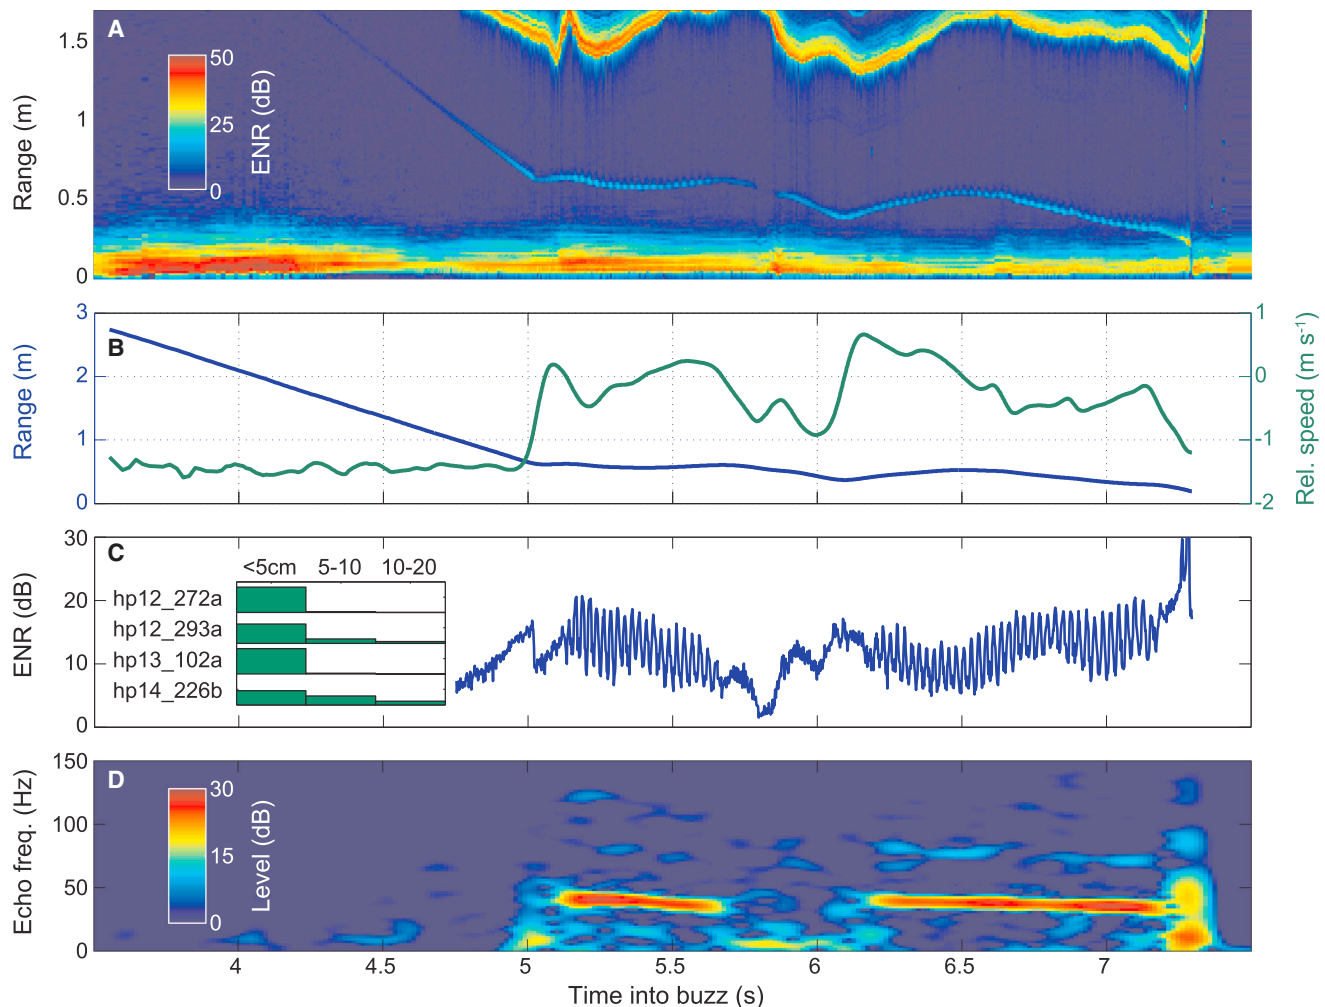 A
1.5
1
0.5
0
Range (m)
50
25
0
ENR (dB)
B
3
2
1
0
Range (m)
1
0
-1
-2
Rel. speed (m s-1)
C
30
20
10
0
ENR (dB)
<5cm 5-10 10-20
hp12_272a
hp12_293a
hp13_102a
hp14_226b
D
150
100
50
0
Echo freq. (Hz)
30
15
0
Level (dB)
4 4.5 5 5.5 6 6.5 7
Time into buzz (s)